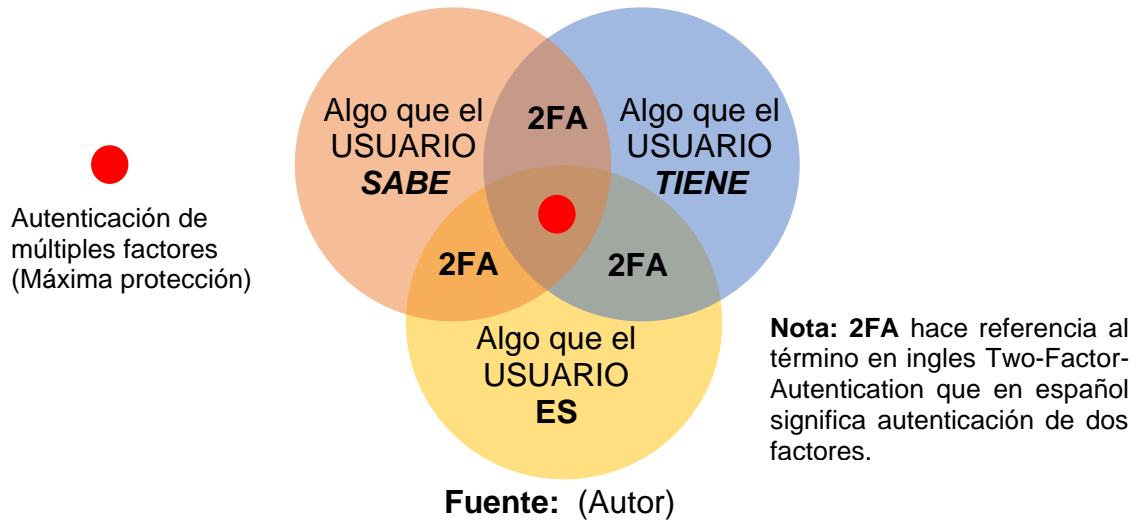 Algo que el
USUARIO
SABE
2FA
Algo que el
USUARIO
TIENE
Autenticación de
múltiples factores
(Máxima protección)
2FA
2FA
Algo que el
USUARIO
ES
Nota: 2FA hace referencia al
término en ingles Two-Factor-
Autentication que en español
significa autenticación de dos
factores.
Fuente: (Autor)